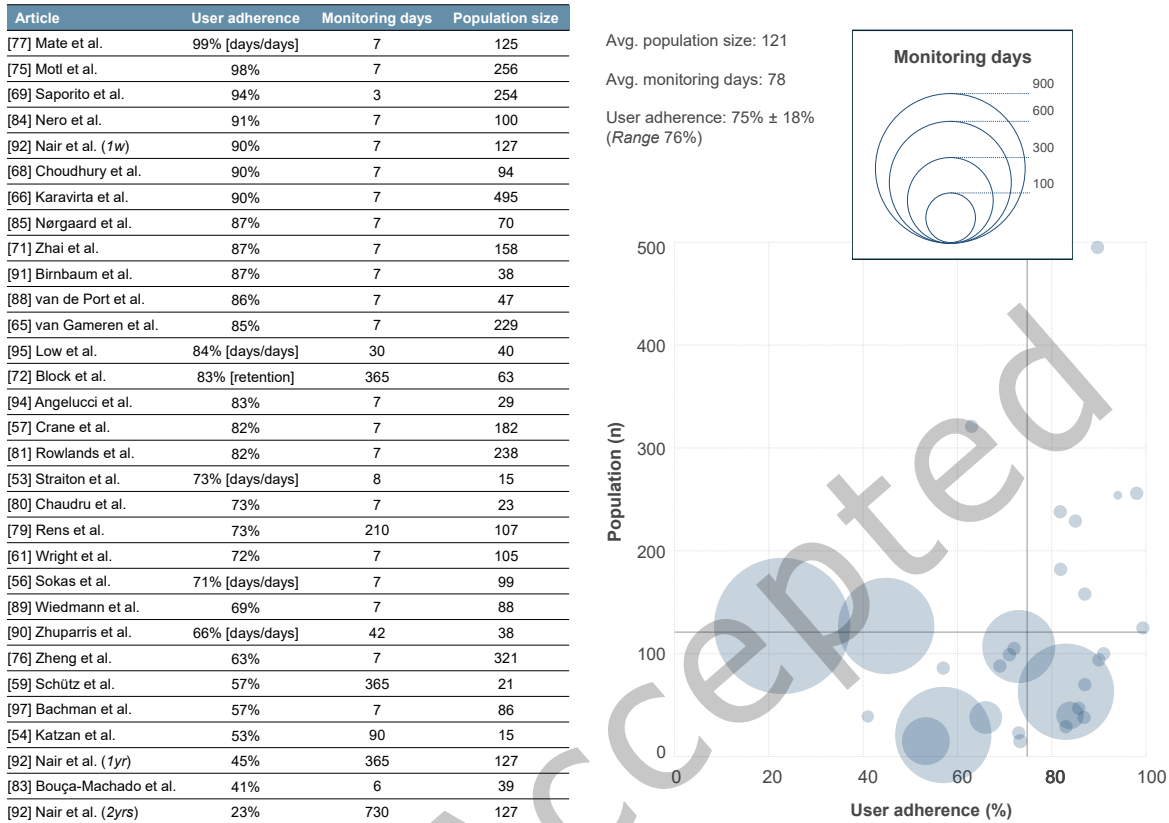 Article User adherence Monitoring days Population size
[77] Mate et al. 99% [days/days] 7 125
[75] Motl et al. 98% 7 256
[69] Saporito et al. 94% 3 254
[84] Nero et al. 91% 7 100
[92] Nair et al. (1w) 90% 7 127
[68] Choudhury et al. 90% 7 94
[66] Karavirta et al. 90% 7 495
[85] Nørgaard et al. 87% 7 70
[71] Zhai et al. 87% 7 158
[91] Birnbaum et al. 87% 7 38
[88] van de Port et al. 86% 7 47
[65] van Gameren et al. 85% 7 229
[95] Low et al. 84% [days/days] 30 40
[72] Block et al. 83% [retention] 365 63
[94] Angelucci et al. 83% 7 29
[57] Crane et al. 82% 7 182
[81] Rowlands et al. 82% 7 238
[53] Straiton et al. 73% [days/days] 8 15
[80] Chaudru et al. 73% 7 23
[79] Rens et al. 73% 210 107
[61] Wright et al. 72% 7 105
[56] Sokas et al. 71% [days/days] 7 99
[89] Wiedmann et al. 69% 7 88
[90] Zhuparris et al. 66% [days/days] 42 38
[76] Zheng et al. 63% 7 321
[59] Schütz et al. 57% 365 21
[97] Bachman et al. 57% 7 86
[54] Katzan et al. 53% 90 15
[92] Nair et al. (1yr) 45% 365 127
[83] Bouça-Machado et al. 41% 6 39
[92] Nair et al. (2yrs) 23% 730 127
Avg. population size: 121
Avg. monitoring days: 78
User adherence: 75% ± 18%
(Range 76%)
Monitoring days
900
600
300
100
500
400
300
200
100
0
Population (n)
0 20 40 60 80 100
User adherence (%)
Accepted